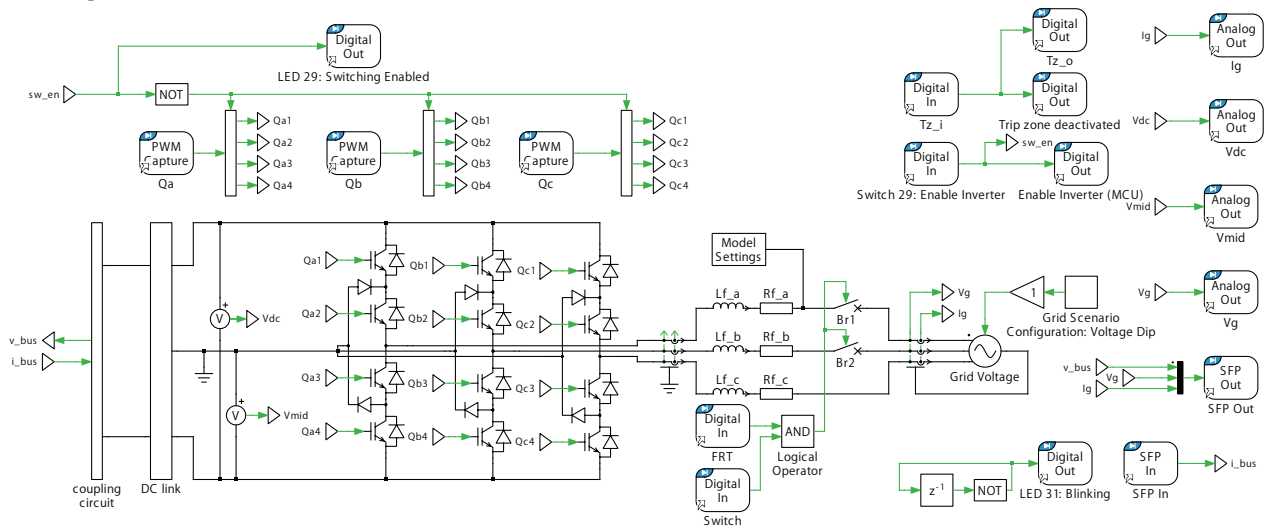 Digital
Out
LED 29: Switching Enabled
sw_en
NOT
PWM
Capture
Qa
Qa1
Qa2
Qa3
Qa4
PWM
Capture
Qb
Qb1
Qb2
Qb3
Qb4
PWM
Capture
Qc
Qc1
Qc2
Qc3
Qc4
Digital
In
Tz_i
Digital
Out
Tz_o
Digital
Out
Trip zone deactivated
Digital
In
Switch 29: Enable Inverter
sw_en
Digital
Out
Enable Inverter (MCU)
Ig
Analog
Out
Ig
Vdc
Analog
Out
Vdc
Vmid
Analog
Out
Vmid
Vg
Analog
Out
Vg
v_bus
i_bus
coupling
circuit
DC link
V
+
Vdc
V
+
Vmid
Qa1
Qa2
Qa3
Qa4
Qb1
Qb2
Qb3
Qb4
Qc1
Qc2
Qc3
Qc4
Model
Settings
Lf_a
Rf_a
Lf_b
Rf_b
Lf_c
Rf_c
Br1
Br2
Vg
Ig
1
Grid Scenario
Configuration: Voltage Dip
Grid Voltage
Digital
In
FRT
Digital
In
Switch
AND
Logical
Operator
v_bus
Vg
Ig
SFP
Out
SFP Out
z-1
NOT
Digital
Out
LED 31: Blinking
SFP
In
SFP In
i_bus